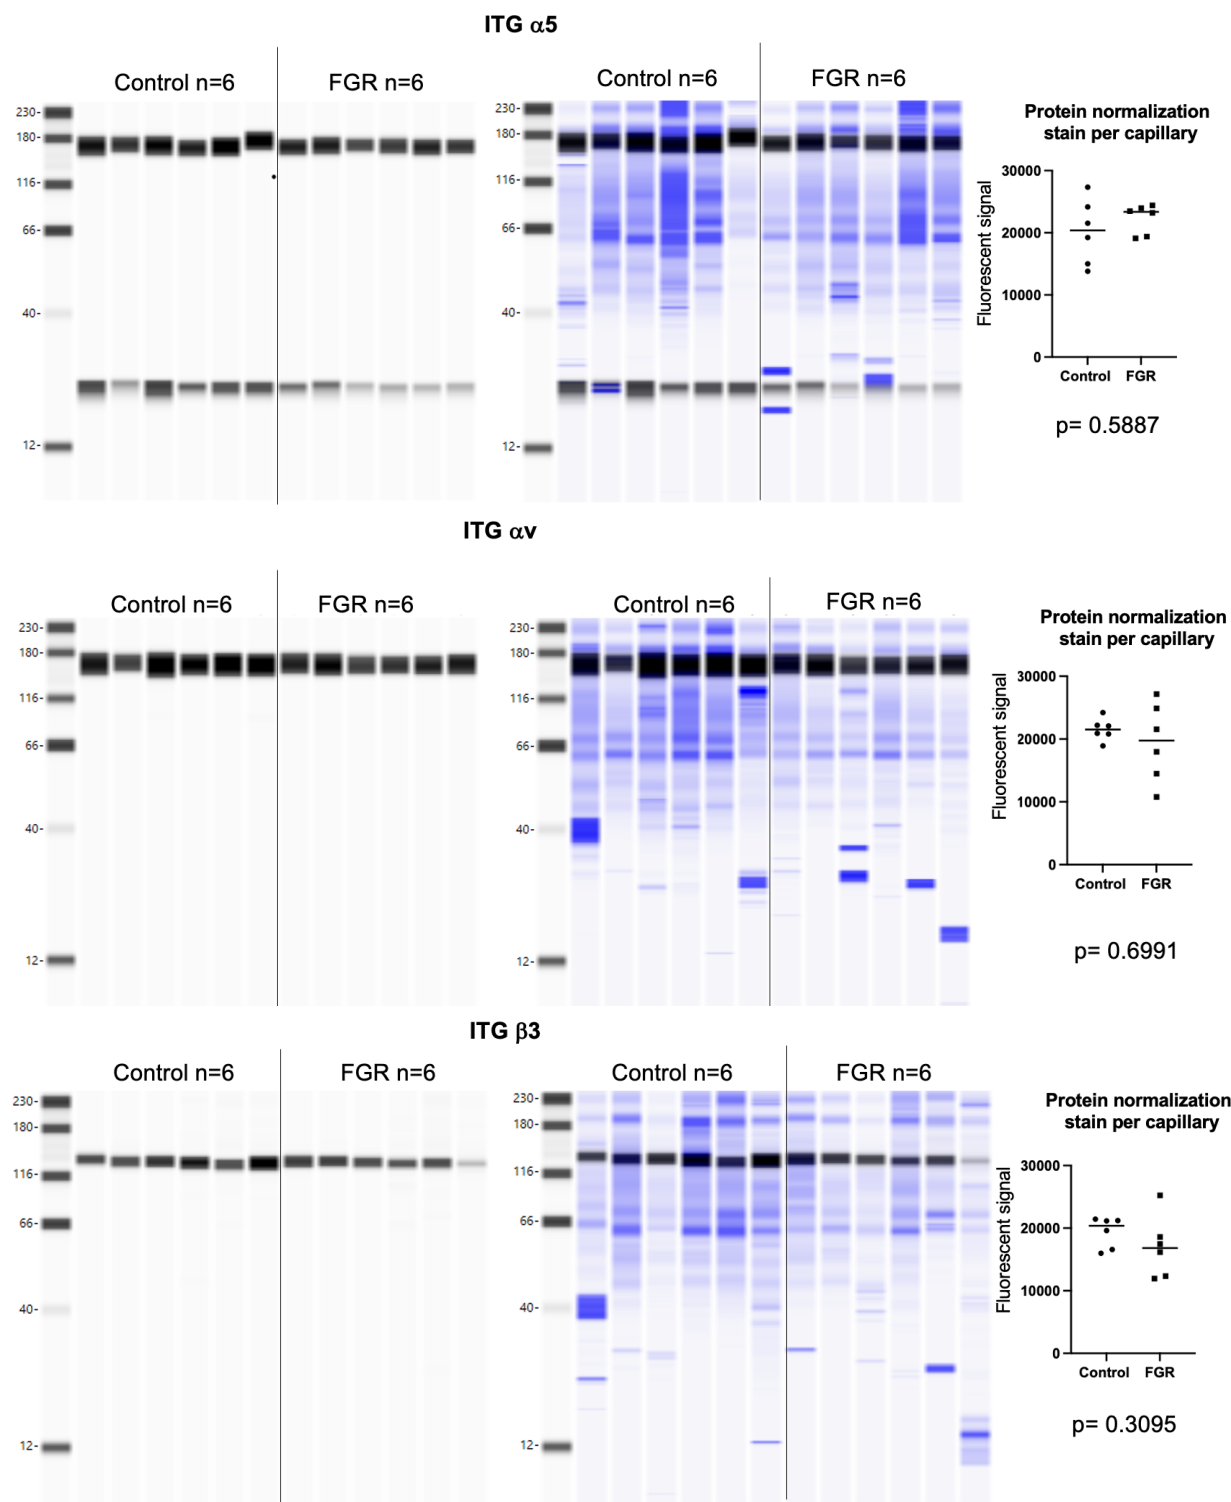 ITG α5
Control n=6
FGR n=6
230-
180-
116-
66-
40-
12-
Control n=6
FGR n=6
230-
180-
116-
66-
40-
12-
Protein normalization
stain per capillary
Fluorescent signal
30000
20000
10000
0
Control
FGR
p= 0.5887
ITG αv
Control n=6
FGR n=6
230-
180-
116-
66-
40-
12-
Control n=6
FGR n=6
230-
180-
116-
66-
40-
12-
Protein normalization
stain per capillary
Fluorescent signal
30000
20000
10000
0
Control
FGR
p= 0.6991
ITG β3
Control n=6
FGR n=6
230-
180-
116-
66-
40-
12-
Control n=6
FGR n=6
230-
180-
116-
66-
40-
12-
Protein normalization
stain per capillary
Fluorescent signal
30000
20000
10000
0
Control
FGR
p= 0.3095